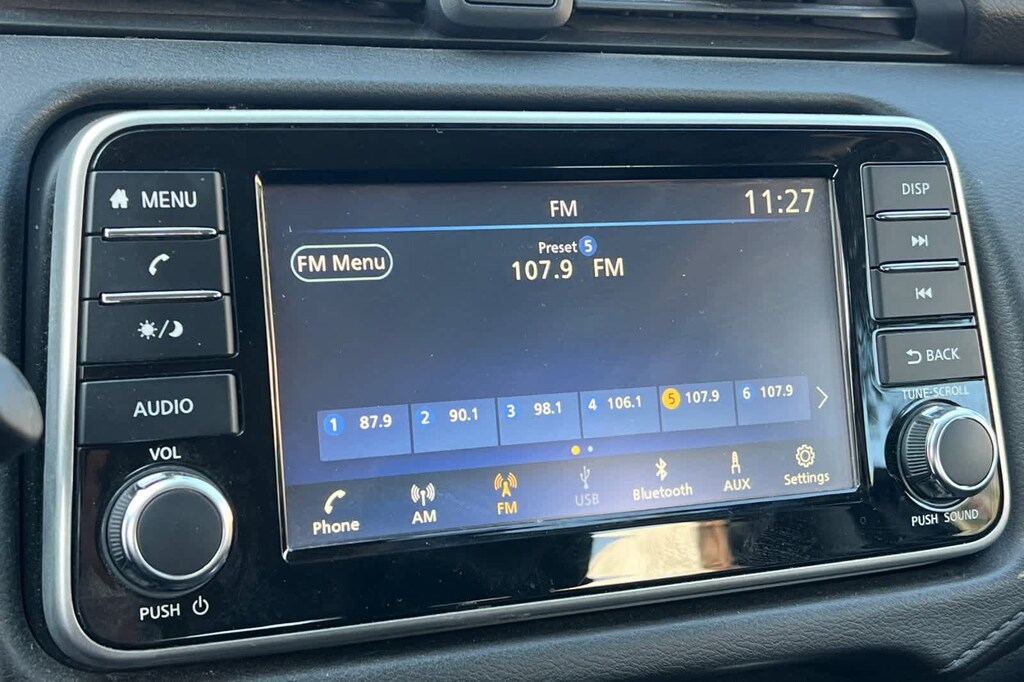 MENU
AUDIO
VOL
PUSH
FM
11:27
FM Menu
Preset 5
107.9 FM
1 87.9 2 90.1 3 98.1 4 106.1 5 107.9 6 107.9
Phone AM FM USB Bluetooth AUX Settings
DISP
BACK
TUNE·SCROLL
PUSH SOUND